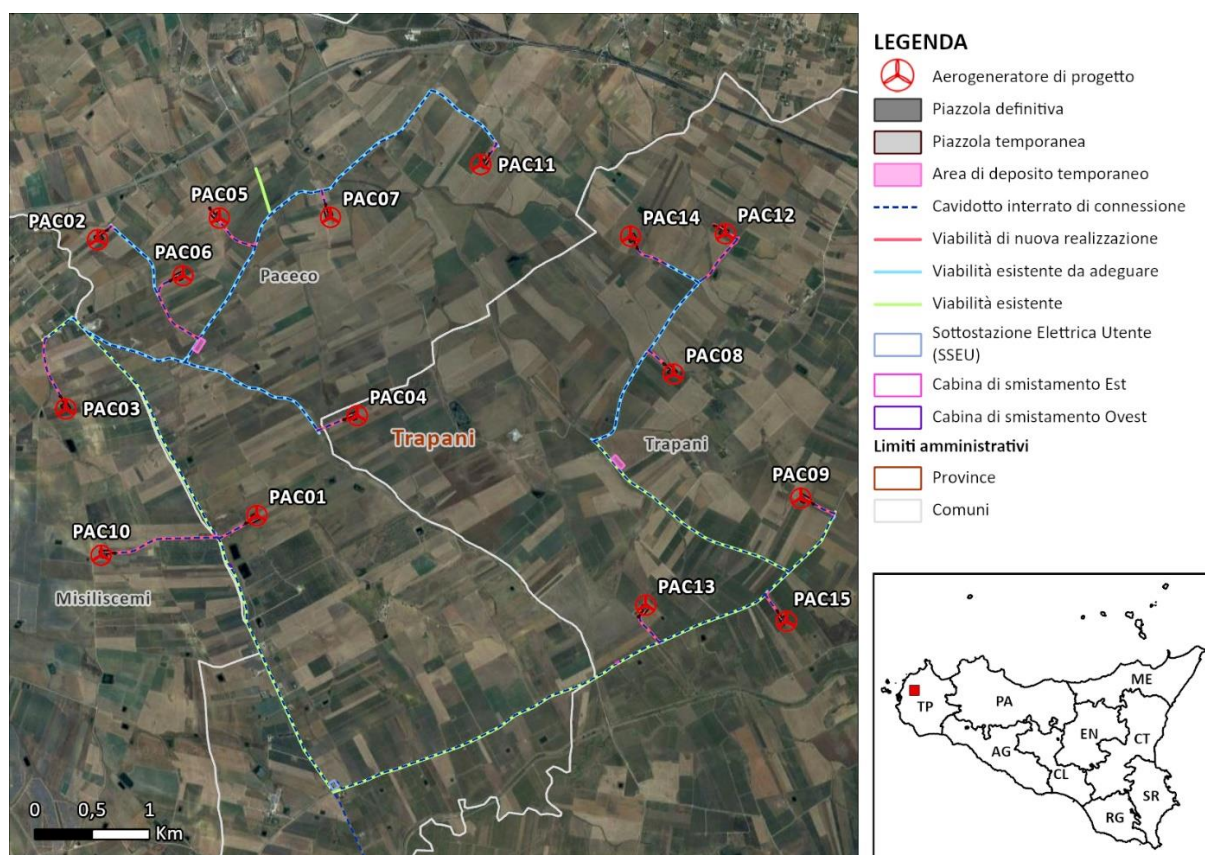 PAC11
PAC05
PAC07
PAC14
PAC12
PAC02
PAC06
Paceco
PAC08
PAC03
PAC04
Trapani
Trapani
PAC09
PAC01
PAC10
PAC13
PAC15
Misiliscemi
0 0,5 1
Km
LEGENDA
Aerogeneratore di progetto
Piazzola definitiva
Piazzola temporanea
Area di deposito temporaneo
Cavidotto interrato di connessione
Viabilità di nuova realizzazione
Viabilità esistente da adeguare
Viabilità esistente
Sottostazione Elettrica Utente
(SSEU)
Cabina di smistamento Est
Cabina di smistamento Ovest
Limiti amministrativi
Province
Comuni
ME
PA
TP
EN
CT
AG
CL
SR
RG